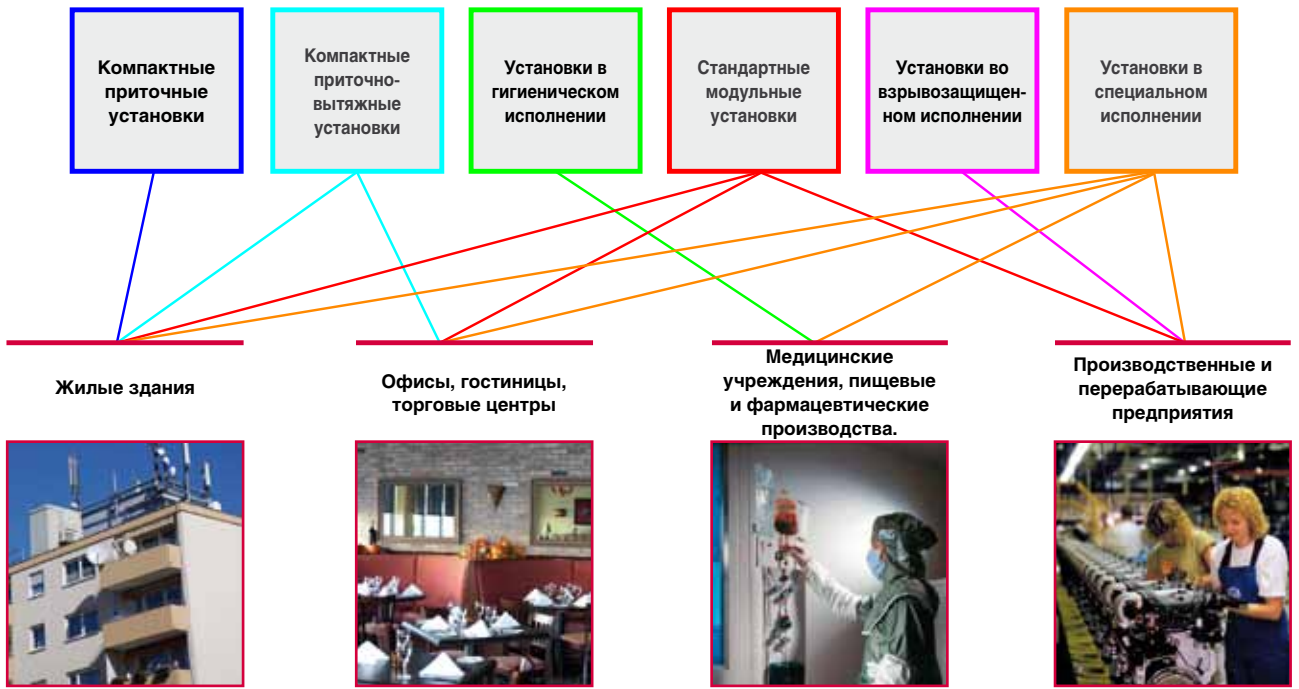 Компактные
приточные
установки
Компактные
приточно-
вытяжные
установки
Установки в
гигиеническом
исполнении
Стандартные
модульные
установки
Установки во
взрывозащищен-
ном исполнении
Установки в
специальном
исполнении
Жилые здания
Офисы, гостиницы,
торговые центры
Медицинские
учреждения, пищевые
и фармацевтические
производства.
Производственные и
перерабатывающие
предприятия